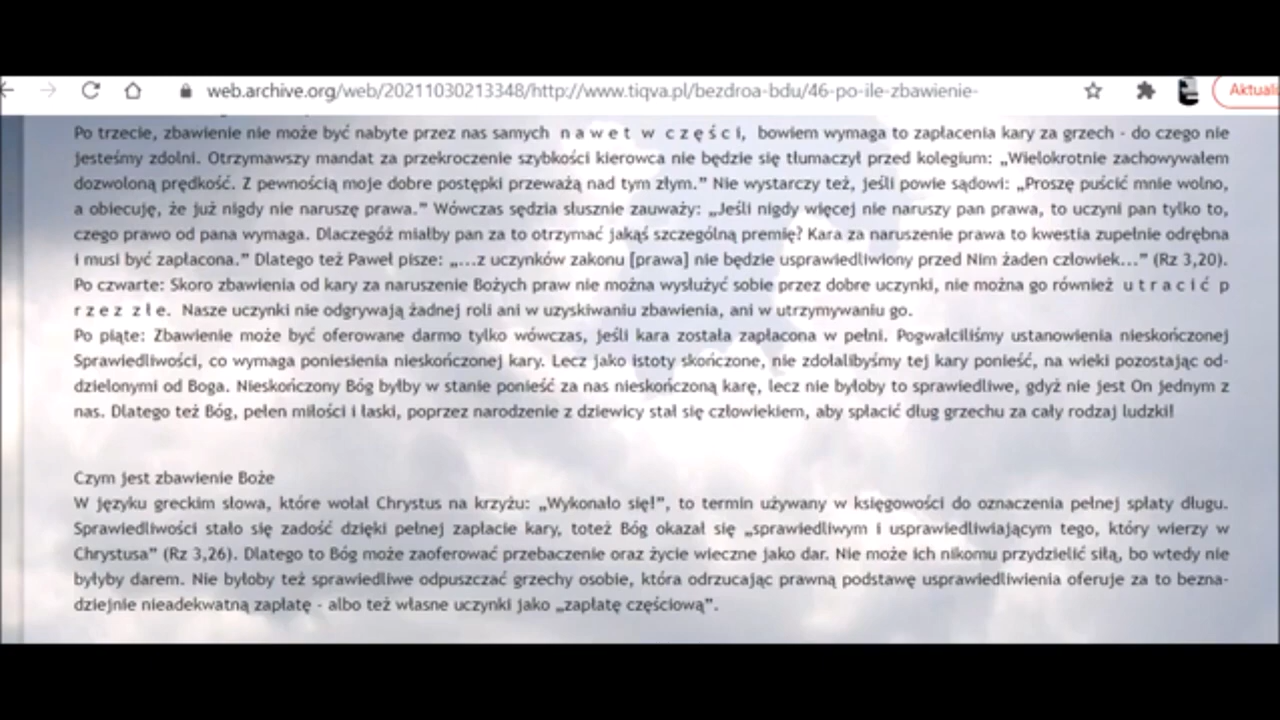 web.archive.org/web/20211030213348/http://www.tiqva.pl/bezdroa-bdu/46-po-ile-zbawienie-
Aktuali
Po trzecie, zbawienie nie może być nabyte przez nas samych n a w e t w c z ę ś c i, bowiem wymaga to zapłacenia kary za grzech - do czego nie
jesteśmy zdolni. Otrzymawszy mandat za przekroczenie szybkości kierowca nie będzie się tłumaczył przed kolegium: „Wielokrotnie zachowywałem
dozwoloną prędkość. Z pewnością moje dobre postępki przeważą nad tym złym.” Nie wystarczy też, jeśli powie sądowi: „Proszę puścić mnie wolno,
a obiecuję, że już nigdy nie naruszę prawa.” Wówczas sędzia słusznie zauważy: „Jeśli nigdy więcej nie naruszy pan prawa, to uczyni pan tylko to,
czego prawo od pana wymaga. Dlaczegóż miałby pan za to otrzymać jakąś szczególną premię? Kara za naruszenie prawa to kwestia zupełnie odrębna
i musi być zapłacona.” Dlatego też Paweł pisze: „...z uczynków zakonu [prawa] nie będzie usprawiedliwiony przed Nim żaden człowiek...” (Rz 3,20).
Po czwarte: Skoro zbawienia od kary za naruszenie Bożych praw nie można wysłużyć sobie przez dobre uczynki, nie można go również u t r a c i ć p
r z e z z ł e. Nasze uczynki nie odgrywają żadnej roli ani w uzyskiwaniu zbawienia, ani w utrzymywaniu go.
Po piąte: Zbawienie może być oferowane darmo tylko wówczas, jeśli kara została zapłacona w pełni. Pogwałciliśmy ustanowienia nieskończonej
Sprawiedliwości, co wymaga poniesienia nieskończonej kary. Lecz jako istoty skończone, nie zdołalibyśmy tej kary ponieść, na wieki pozostając od-
dzielonymi od Boga. Nieskończony Bóg byłby w stanie ponieść za nas nieskończoną karę, lecz nie byłoby to sprawiedliwe, gdyż nie jest On jednym z
nas. Dlatego też Bóg, pełen miłości i łaski, poprzez narodzenie z dziewicy stał się człowiekiem, aby spłacić dług grzechu za cały rodzaj ludzki!
Czym jest zbawienie Boże
W języku greckim słowa, które wołał Chrystus na krzyżu: „Wykonało się!”, to termin używany w księgowości do oznaczenia pełnej spłaty długu.
Sprawiedliwości stało się zadość dzięki pełnej zapłacie kary, toteż Bóg okazał się „sprawiedliwym i usprawiedliwiającym tego, który wierzy w
Chrystusa” (Rz 3,26). Dlatego to Bóg może zaoferować przebaczenie oraz życie wieczne jako dar. Nie może ich nikomu przydzielić siłą, bo wtedy nie
byłyby darem. Nie byłoby też sprawiedliwe odpuszczać grzechy osobie, która odrzucając prawną podstawę usprawiedliwienia oferuje za to bezna-
dziejnie nieadekwatną zapłatę - albo też własne uczynki jako „zapłatę częściową”.